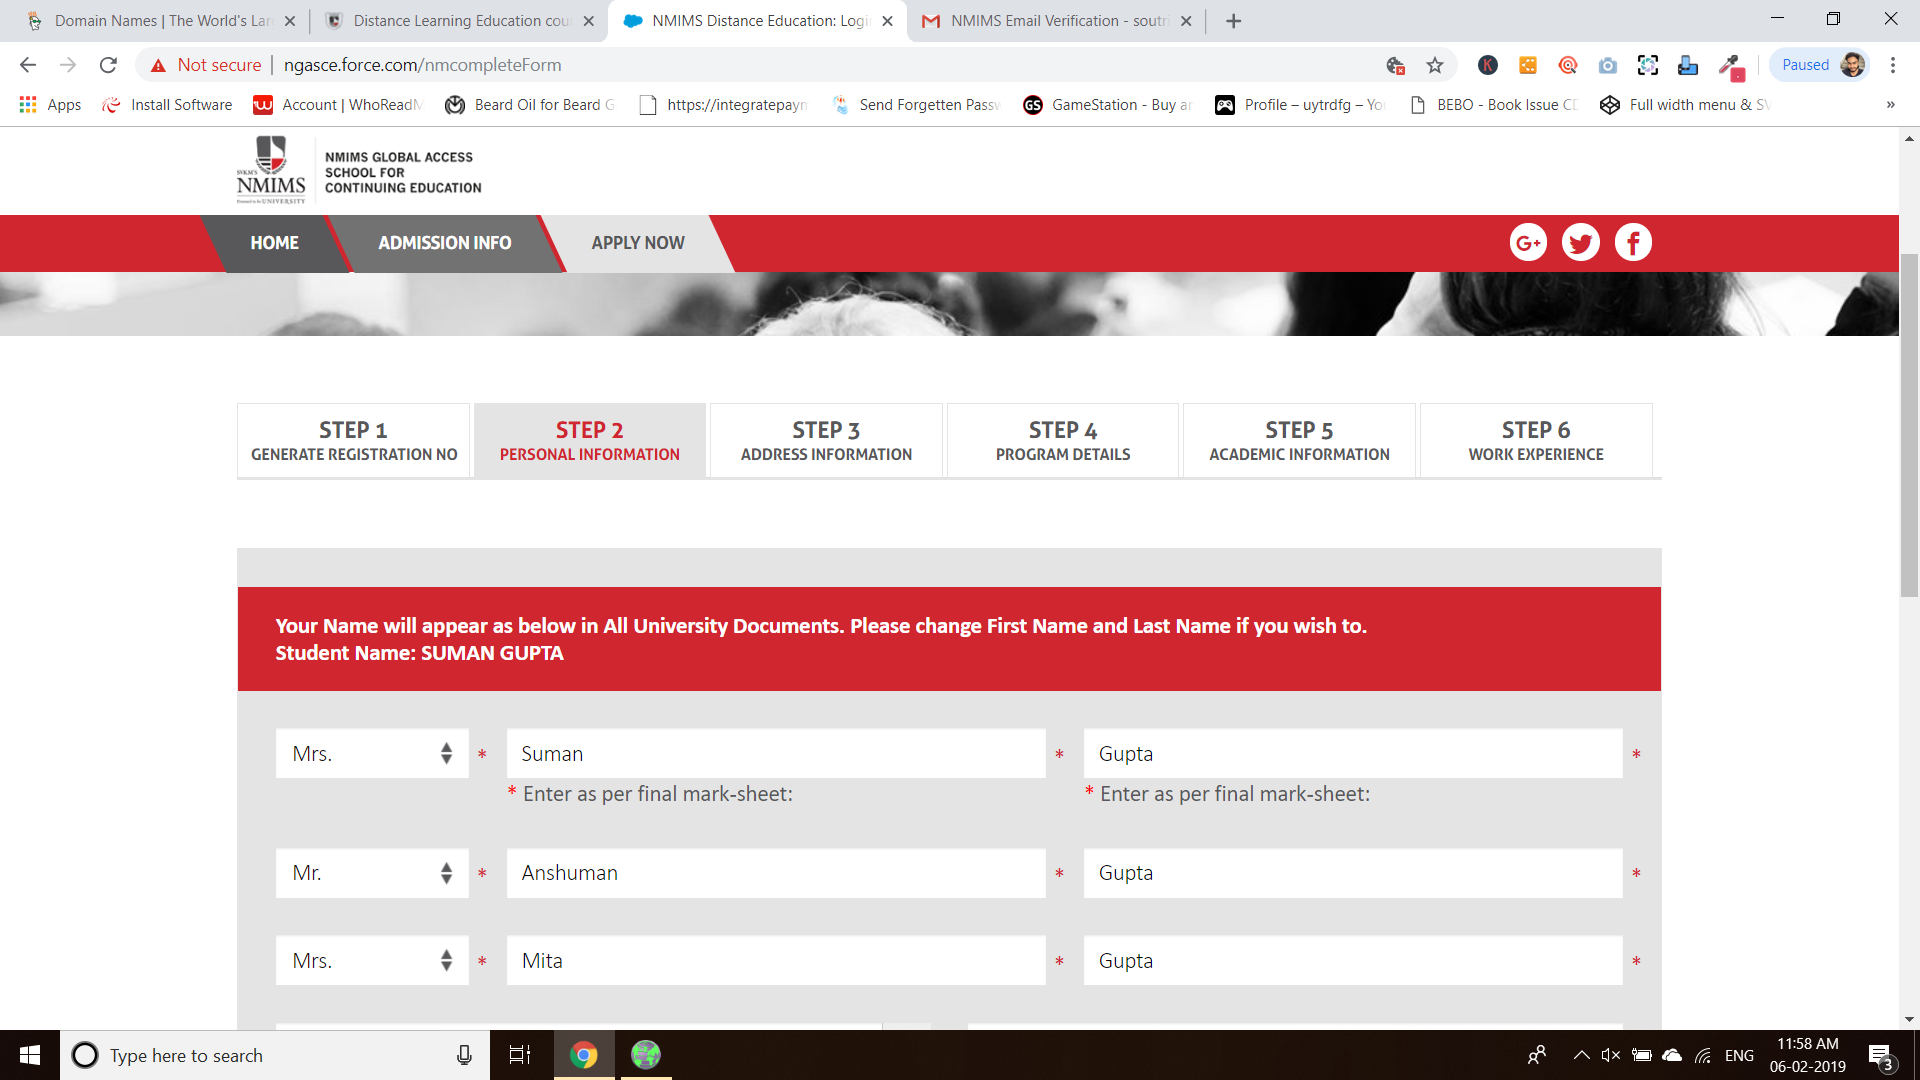 Domain Names | The World's Lar
Distance Learning Education cou
NMIMS Distance Education: Logi
NMIMS Email Verification - soutri
Not secure
ngasce.force.com/nmcompleteForm
Paused
Apps
Install Software
Account | WhoReadM
Beard Oil for Beard G
https://integratepaym
Send Forgetten Passw
GameStation - Buy an
Profile – uytrdfg – Yo
BEBO - Book Issue CD
Full width menu & SV
»
SVKM'S
NMIMS
NMIMS GLOBAL ACCESS
SCHOOL FOR
CONTINUING EDUCATION
HOME
ADMISSION INFO
APPLY NOW
STEP 1
GENERATE REGISTRATION NO
STEP 2
PERSONAL INFORMATION
STEP 3
ADDRESS INFORMATION
STEP 4
PROGRAM DETAILS
STEP 5
ACADEMIC INFORMATION
STEP 6
WORK EXPERIENCE
Your Name will appear as below in All University Documents. Please change First Name and Last Name if you wish to.
Student Name: SUMAN GUPTA
Mrs. * Suman * Gupta *
* Enter as per final mark-sheet: * Enter as per final mark-sheet:
Mr. * Anshuman * Gupta *
Mrs. * Mita * Gupta *
Type here to search
ENG
11:58 AM
06-02-2019
3